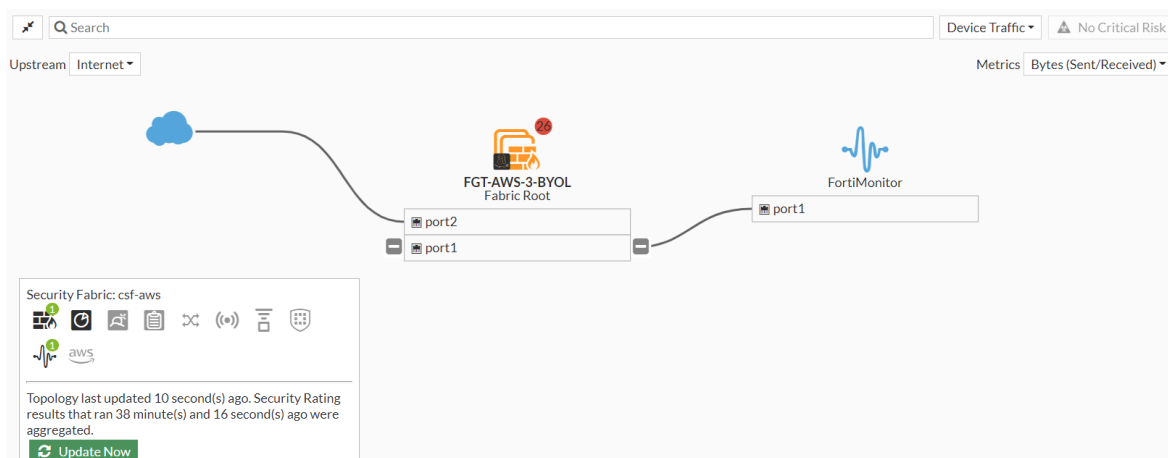 Search
Device Traffic
No Critical Risk
Upstream
Internet
Metrics
Bytes (Sent/Received)
26
FGT-AWS-3-BYOL
Fabric Root
port2
port1
FortiMonitor
port1
Security Fabric: csf-aws
1
1
aws
Topology last updated 10 second(s) ago. Security Rating
results that ran 38 minute(s) and 16 second(s) ago were
aggregated.
Update Now